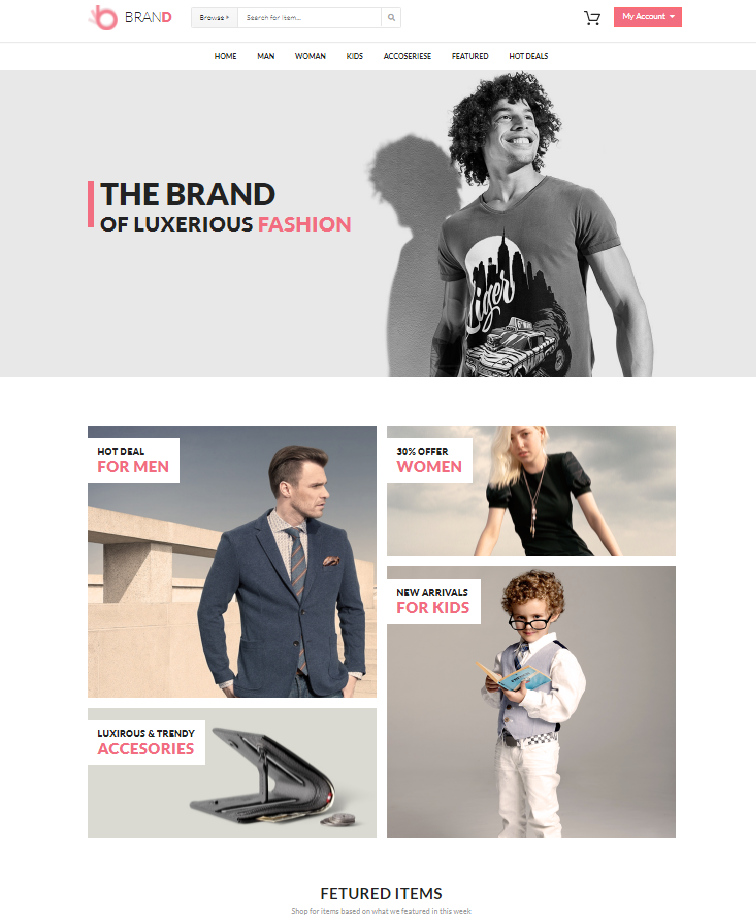 BRAND
Browse
Search for Item...
My Account
HOME MAN WOMAN KIDS ACCOSERIESE FEATURED HOT DEALS
THE BRAND
OF LUXERIOUS FASHION
Liger
HOT DEAL
FOR MEN
30% OFFER
WOMEN
NEW ARRIVALS
FOR KIDS
LUXIROUS & TRENDY
ACCESORIES
FETURED ITEMS
Shop for items based on what we featured in this week